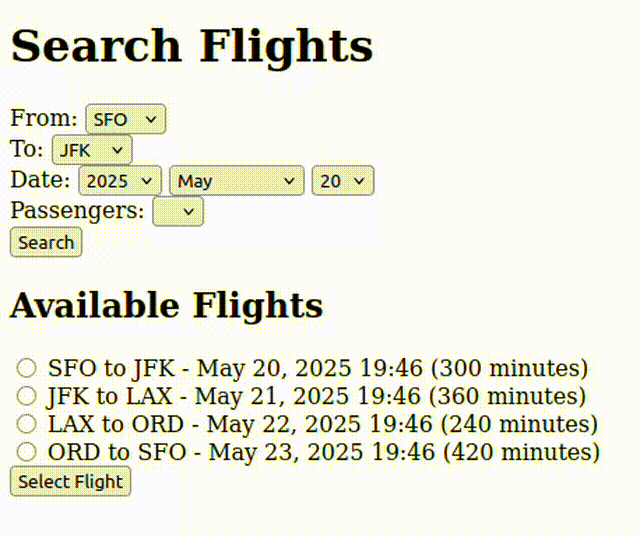 Search Flights
From: SFO
To: JFK
Date: 2025 May 20
Passengers:
Search
Available Flights
SFO to JFK - May 20, 2025 19:46 (300 minutes)
JFK to LAX - May 21, 2025 19:46 (360 minutes)
LAX to ORD - May 22, 2025 19:46 (240 minutes)
ORD to SFO - May 23, 2025 19:46 (420 minutes)
Select Flight